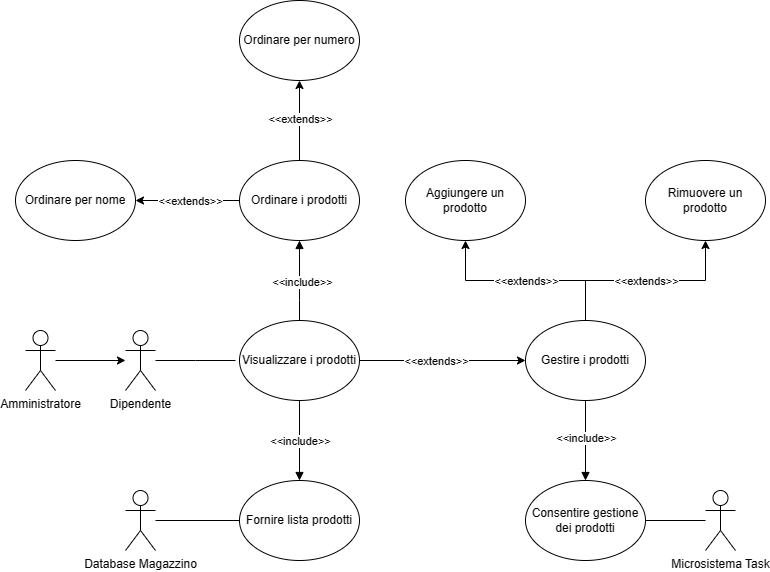 Ordinare per numero
<<extends>>
Ordinare per nome
<<extends>>
Ordinare i prodotti
Aggiungere un
prodotto
Rimuovere un
prodotto
<<include>>
<<extends>>
<<extends>>
Visualizzare i prodotti
<<extends>>
Gestire i prodotti
Amministratore
Dipendente
<<include>>
<<include>>
Fornire lista prodotti
Consentire gestione
dei prodotti
Database Magazzino
Microsistema Task